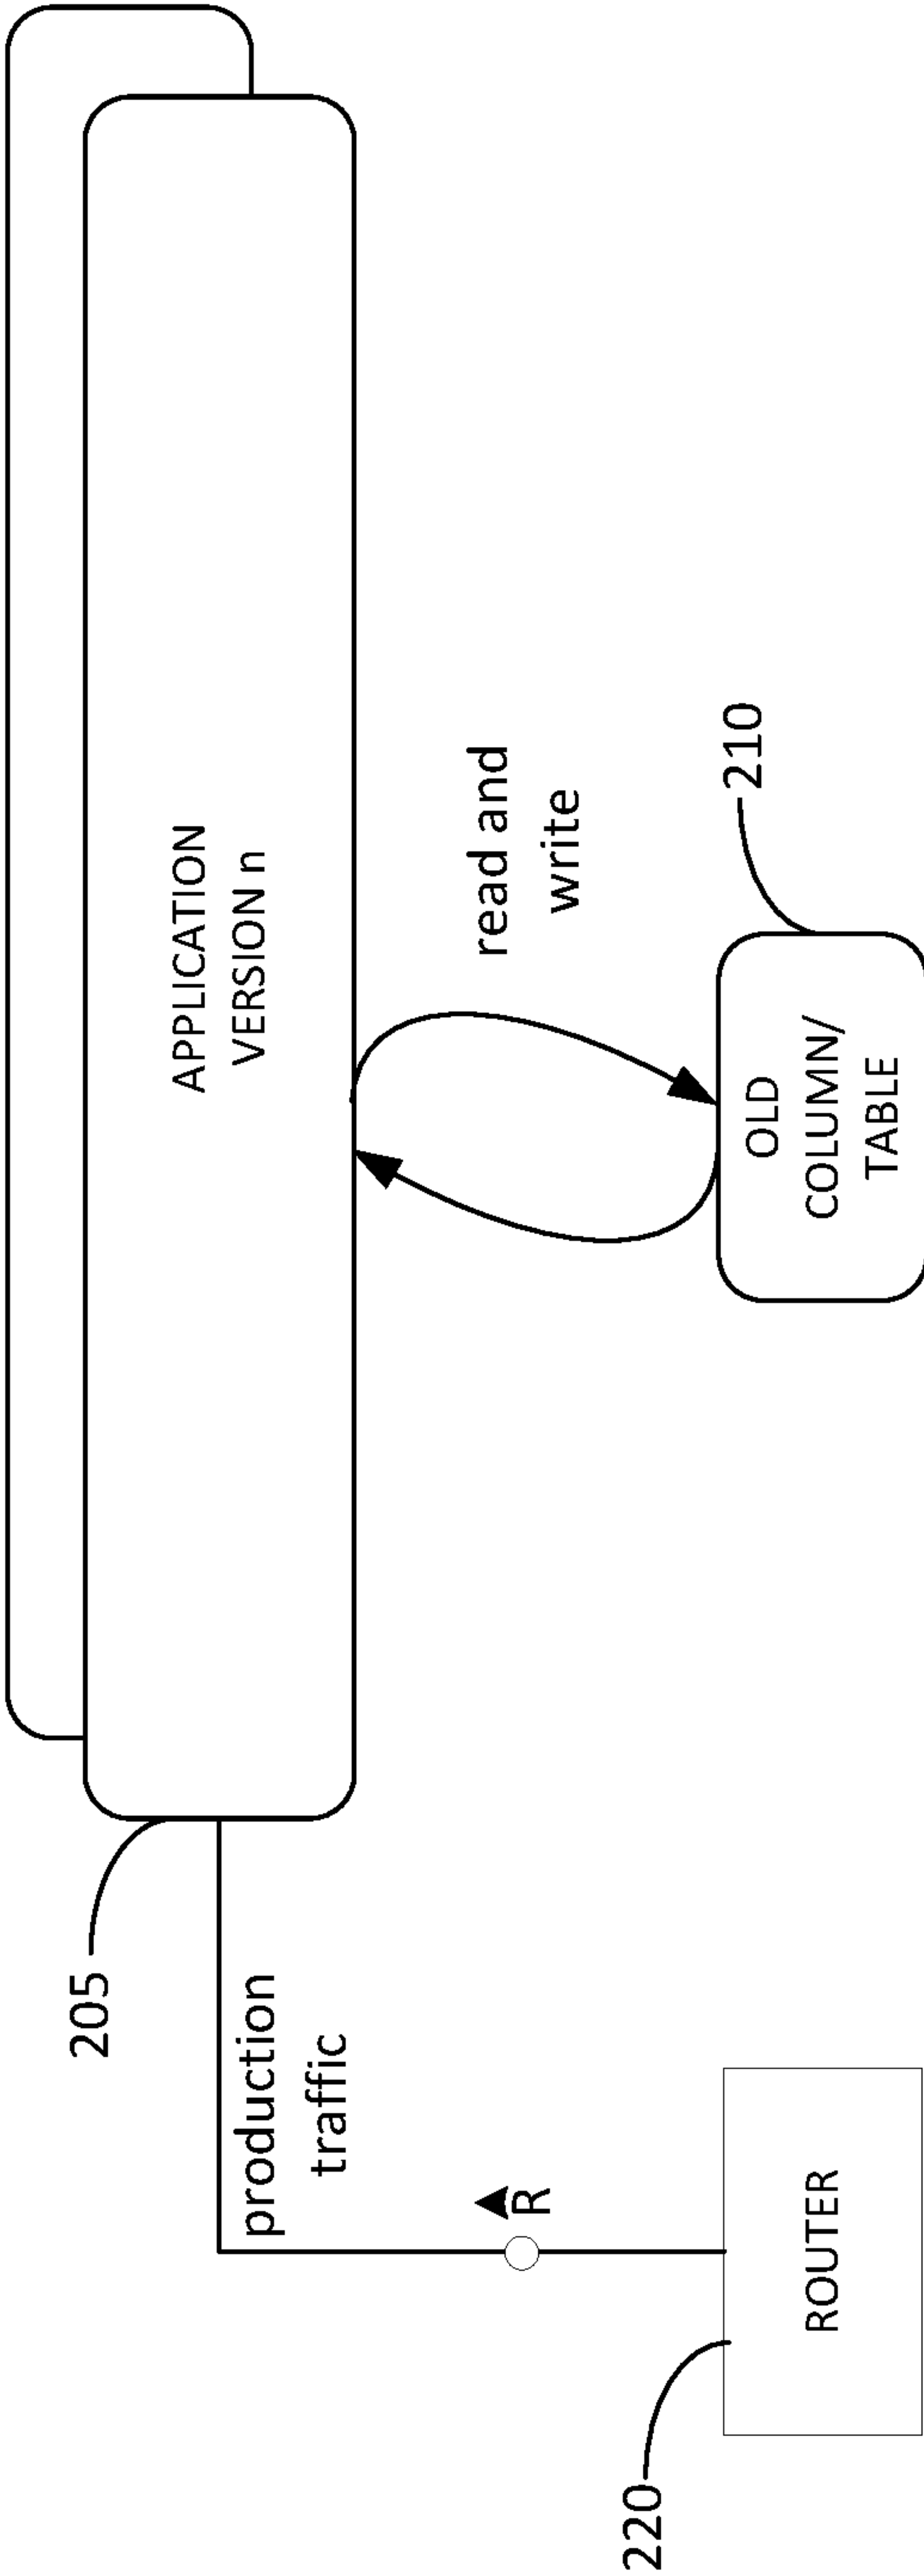 APPLICATION
VERSION n
205
production
traffic
read and
write
R
210
OLD
COLUMN/
TABLE
220
ROUTER